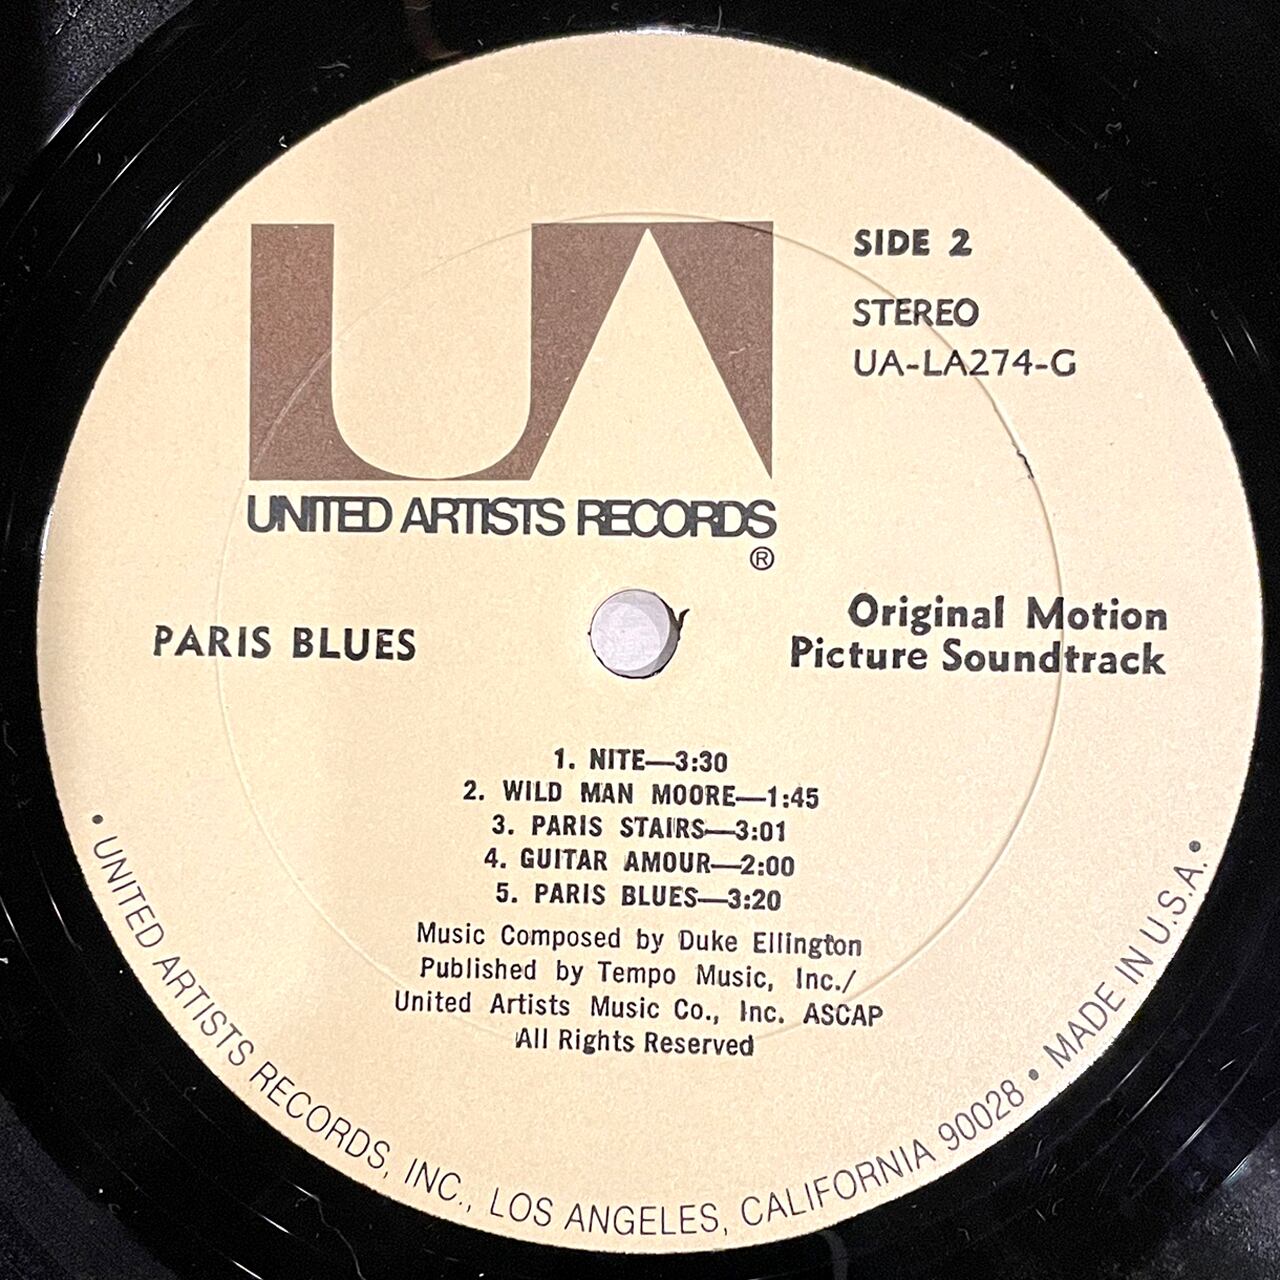 UA
SIDE 2
STEREO
UA-LA274-G
UNITED ARTISTS RECORDS
®
PARIS BLUES
Original Motion
Picture Soundtrack
1. NITE—3:30
2. WILD MAN MOORE—1:45
3. PARIS STAIRS—3:01
4. GUITAR AMOUR—2:00
5. PARIS BLUES—3:20
Music Composed by Duke Ellington
Published by Tempo Music, Inc./
United Artists Music Co., Inc. ASCAP
All Rights Reserved
• UNITED ARTISTS RECORDS, INC., LOS ANGELES, CALIFORNIA 90028 • MADE IN U.S.A. •